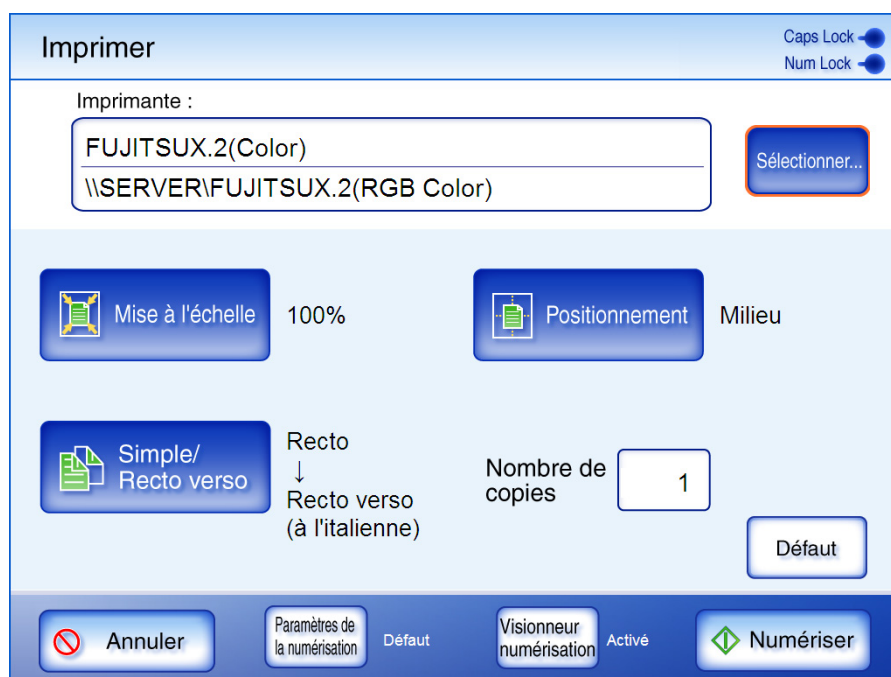 Imprimer
Caps Lock
Num Lock
Imprimante :
FUJITSUX.2(Color)
\\SERVER\FUJITSUX.2(RGB Color)
Sélectionner...
Mise à l'échelle
100%
Positionnement
Milieu
Simple/
Recto verso
Recto
↓
Recto verso
(à l'italienne)
Nombre de
copies
1
Défaut
Annuler
Paramètres de
la numérisation
Défaut
Visionneur
numérisation
Activé
Numériser